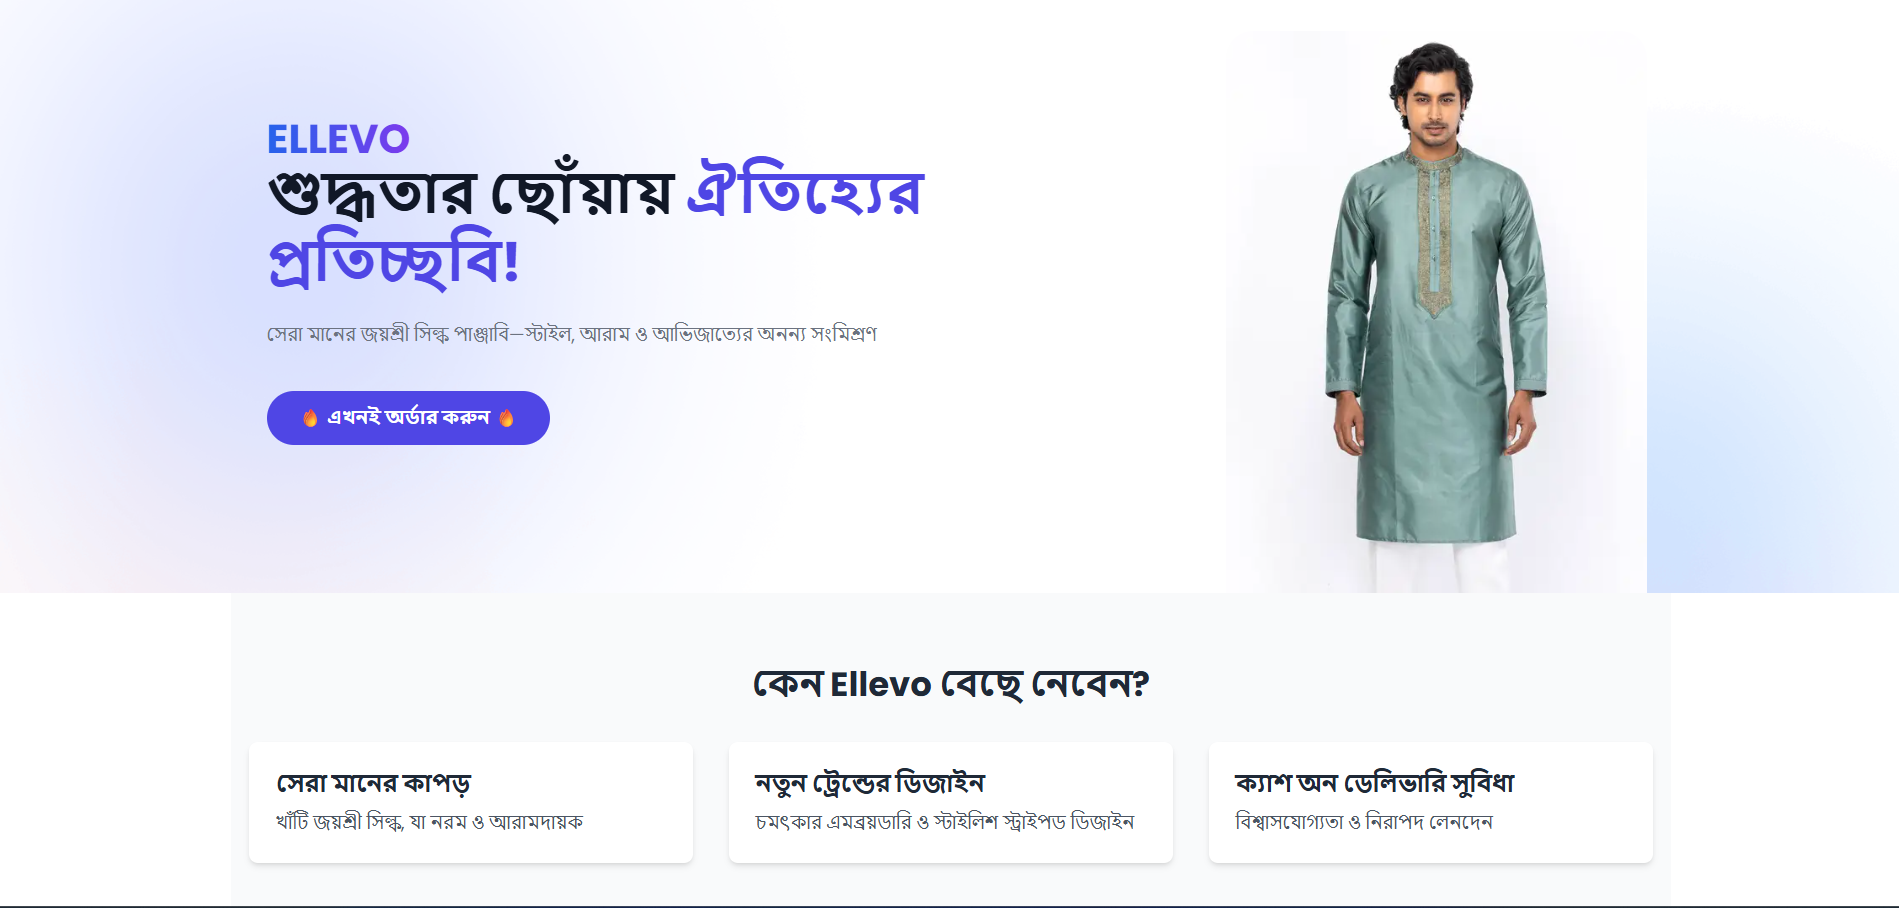 ELLEVO
শুদ্ধতার ছোঁয়ায় ঐতিহ্যের
প্রতিচ্ছবি!
সেরা মানের জয়শ্রী সিল্ক পাঞ্জাবি—স্টাইল, আরাম ও আভিজাত্যের অনন্য সংমিশ্রণ
🔥 এখনই অর্ডার করুন 🔥
কেন Ellevo বেছে নেবেন?
সেরা মানের কাপড়
খাঁটি জয়শ্রী সিল্ক, যা নরম ও আরামদায়ক
নতুন ট্রেন্ডের ডিজাইন
চমৎকার এমব্রয়ডারি ও স্টাইলিশ স্ট্রাইপড ডিজাইন
ক্যাশ অন ডেলিভারি সুবিধা
বিশ্বাসযোগ্যতা ও নিরাপদ লেনদেন